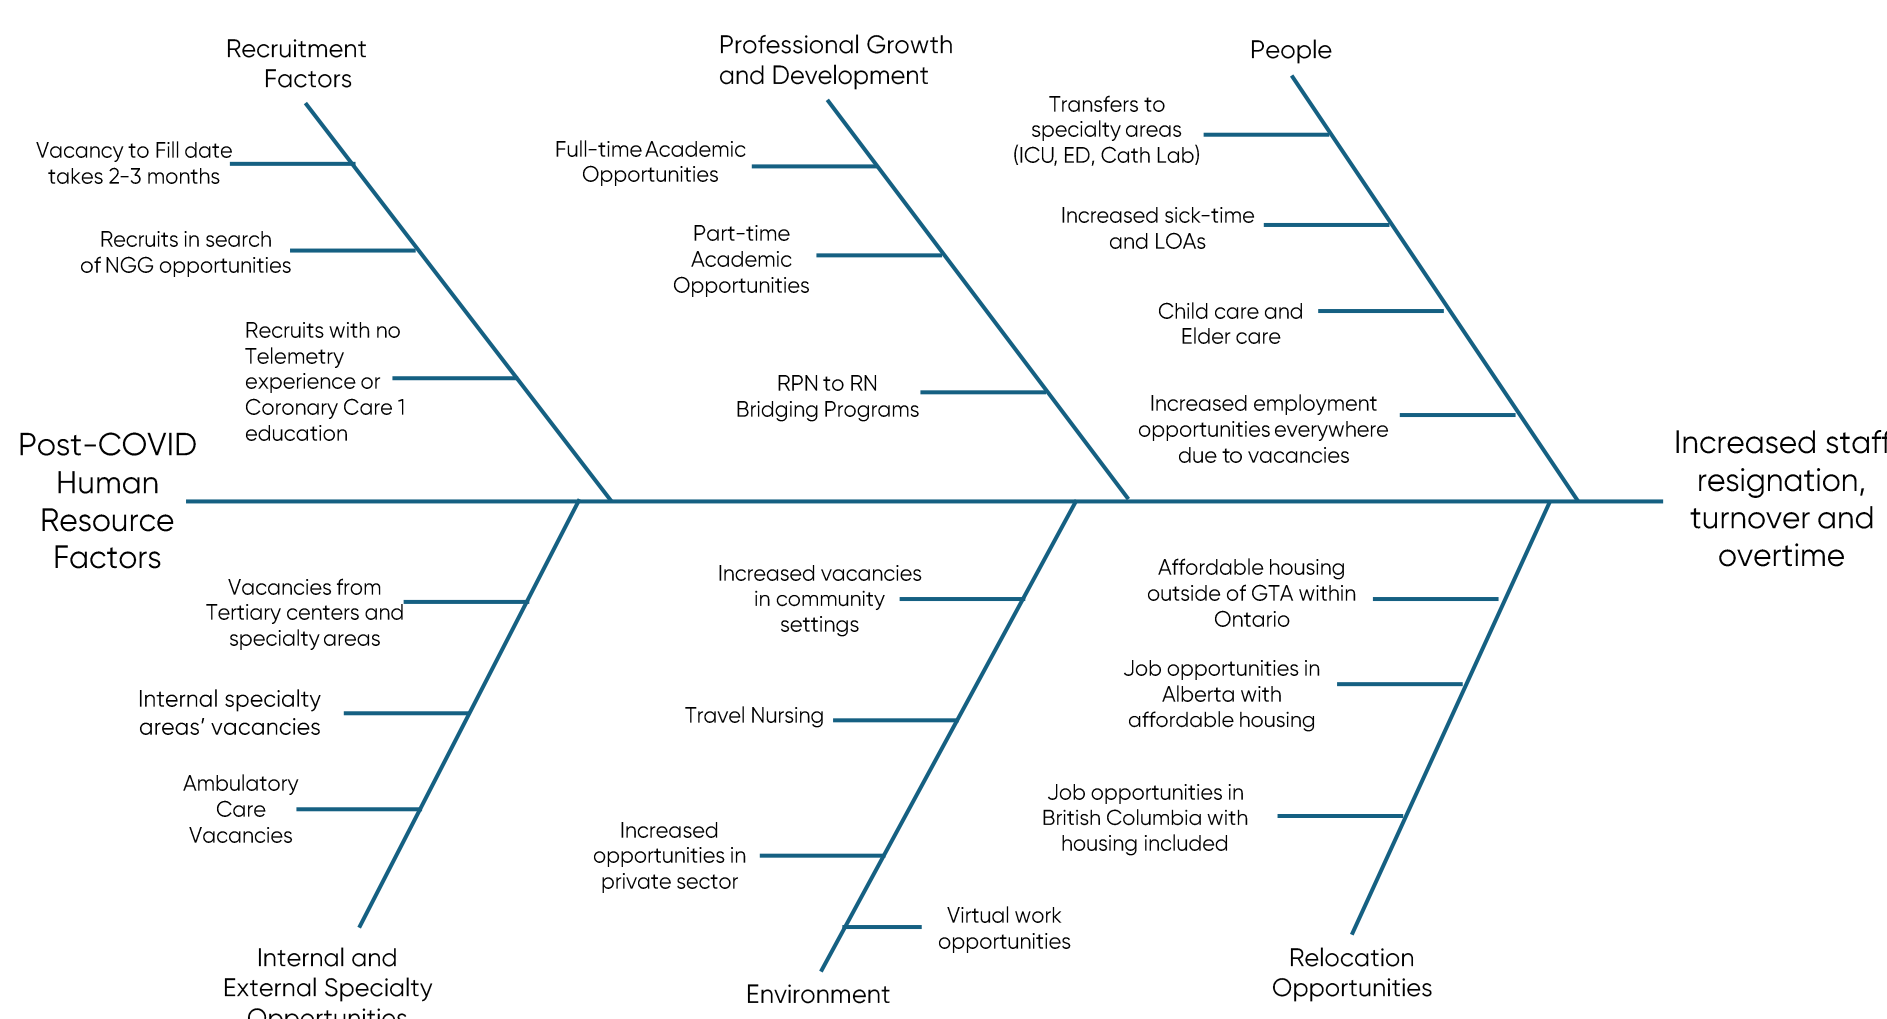 Recruitment
Factors
Vacancy to Fill date
takes 2-3 months
Recruits in search
of NGG opportunities
Recruits with no
Telemetry
experience or
Coronary Care 1
education
Professional Growth
and Development
Full-time Academic
Opportunities
Part-time
Academic
Opportunities
RPN to RN
Bridging Programs
People
Transfers to
specialty areas
(ICU, ED, Cath Lab)
Increased sick-time
and LOAs
Child care and
Elder care
Increased employment
opportunities everywhere
due to vacancies
Post-COVID
Human
Resource
Factors
Increased staff
resignation,
turnover and
overtime
Vacancies from
Tertiary centers and
specialty areas
Internal specialty
areas’ vacancies
Ambulatory
Care
Vacancies
Internal and
External Specialty
Opportunities
Increased vacancies
in community
settings
Travel Nursing
Increased
opportunities in
private sector
Virtual work
opportunities
Environment
Affordable housing
outside of GTA within
Ontario
Job opportunities in
Alberta with
affordable housing
Job opportunities in
British Columbia with
housing included
Relocation
Opportunities